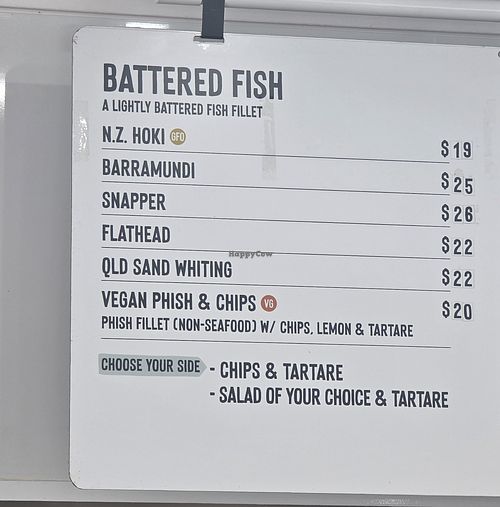 BATTERED FISH
A LIGHTLY BATTERED FISH FILLET
N.Z. HOKI GFO $19
BARRAMUNDI $25
SNAPPER $26
FLATHEAD $22
HappyCow
QLD SAND WHITING $22
VEGAN PHISH & CHIPS VG $20
PHISH FILLET (NON-SEAFOOD) W/ CHIPS, LEMON & TARTARE
CHOOSE YOUR SIDE - CHIPS & TARTARE
- SALAD OF YOUR CHOICE & TARTARE